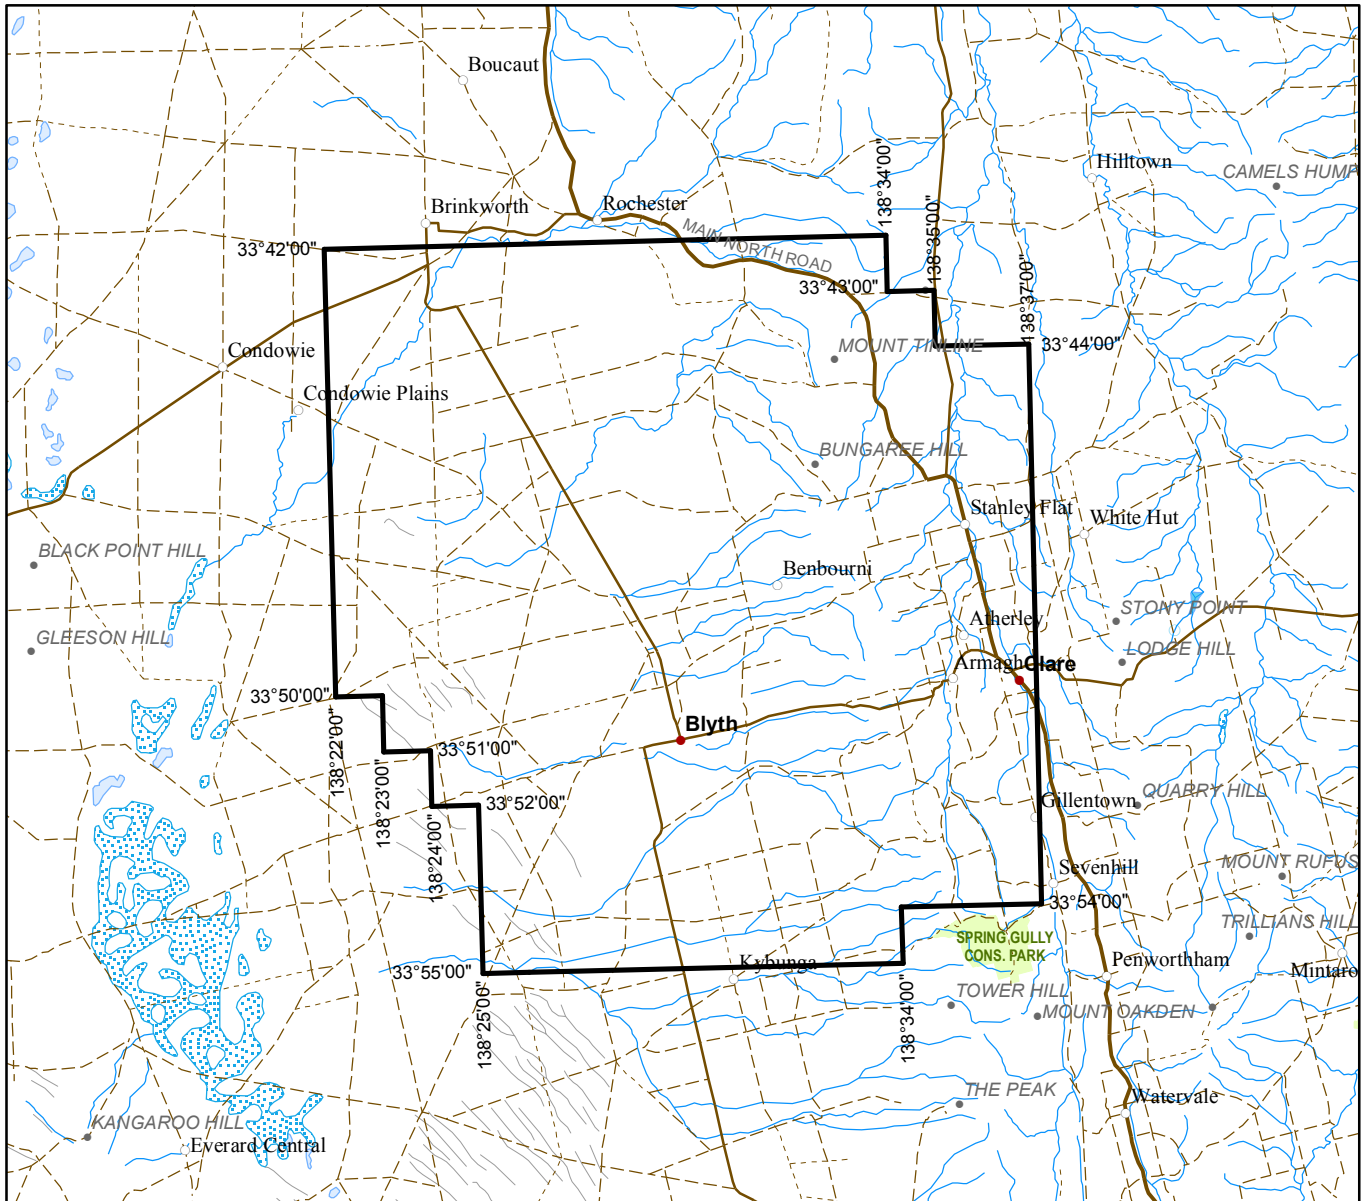 Boucaut
Hilltown
CAMELS HUMP
138°34'00"
Brinkworth
Rochester
MAIN NORTH ROAD
138°35'00"
33°42'00"
33°43'00"
138°37'00"
33°44'00"
Condowie
MOUNT TINLINE
Condowie Plains
BUNGAREE HILL
Stanley Flat
White Hut
BLACK POINT HILL
Benbourni
STONY POINT
Atherley
GLEESON HILL
LODGE HILL
Armagh
Clare
33°50'00"
138°22'00"
Blyth
33°51'00"
138°23'00"
33°52'00"
138°24'00"
Gillentown
QUARRY HILL
Sevenhill
MOUNT RUFUS
33°54'00"
TRILLIANS HILL
SPRING GULLY
CONS. PARK
33°55'00"
Kybunga
Penworthham
Mintaro
138°25'00"
138°34'00"
TOWER HILL
MOUNT OAKDEN
THE PEAK
Watervale
KANGAROO HILL
Everard Central